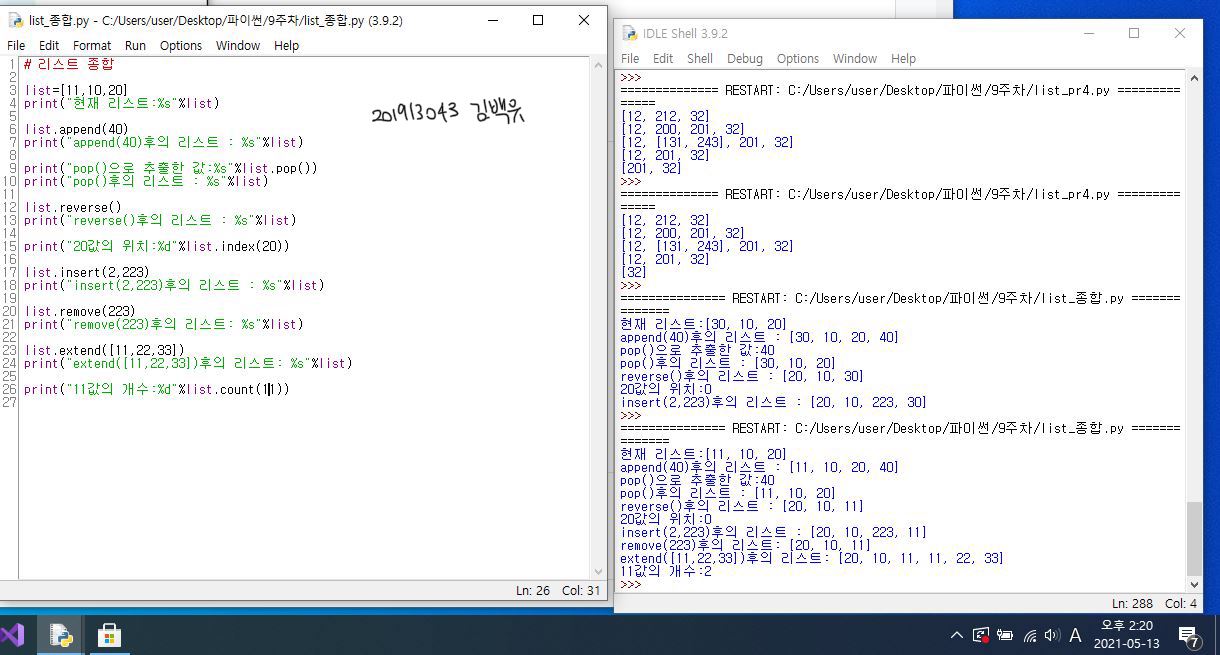 list_종합.py - C:/Users/user/Desktop/파이썬/9주차/list_종합.py (3.9.2)
File Edit Format Run Options Window Help
1 # 리스트 종합
2
3 list=[11,10,20]
4 print("현재 리스트:%s"%list)
5
6 list.append(40)
7 print("append(40)후의 리스트 : %s"%list)
8
9 print("pop()으로 추출한 값:%s"%list.pop())
10 print("pop()후의 리스트 : %s"%list)
11
12 list.reverse()
13 print("reverse()후의 리스트 : %s"%list)
14
15 print("20값의 위치:%d"%list.index(20))
16
17 list.insert(2,223)
18 print("insert(2,223)후의 리스트 : %s"%list)
19
20 list.remove(223)
21 print("remove(223)후의 리스트: %s"%list)
22
23 list.extend([11,22,33])
24 print("extend([11,22,33])후의 리스트: %s"%list)
25
26 print("11값의 개수:%d"%list.count(11))
27
201913043 김백유
Ln: 26 Col: 31
IDLE Shell 3.9.2
File Edit Shell Debug Options Window Help
>>>
============== RESTART: C:/Users/user/Desktop/파이썬/9주차/list_pr4.py =========
=====
[12, 212, 32]
[12, 200, 201, 32]
[12, [131, 243], 201, 32]
[12, 201, 32]
[201, 32]
>>>
============== RESTART: C:/Users/user/Desktop/파이썬/9주차/list_pr4.py =========
=====
[12, 212, 32]
[12, 200, 201, 32]
[12, [131, 243], 201, 32]
[12, 201, 32]
[32]
>>>
=============== RESTART: C:/Users/user/Desktop/파이썬/9주차/list_종합.py =======
=======
현재 리스트:[30, 10, 20]
append(40)후의 리스트 : [30, 10, 20, 40]
pop()으로 추출한 값:40
pop()후의 리스트 : [30, 10, 20]
reverse()후의 리스트 : [20, 10, 30]
20값의 위치:0
insert(2,223)후의 리스트 : [20, 10, 223, 30]
>>>
=============== RESTART: C:/Users/user/Desktop/파이썬/9주차/list_종합.py =======
=======
현재 리스트:[11, 10, 20]
append(40)후의 리스트 : [11, 10, 20, 40]
pop()으로 추출한 값:40
pop()후의 리스트 : [11, 10, 20]
reverse()후의 리스트 : [20, 10, 11]
20값의 위치:0
insert(2,223)후의 리스트 : [20, 10, 223, 11]
remove(223)후의 리스트: [20, 10, 11]
extend([11,22,33])후의 리스트: [20, 10, 11, 11, 22, 33]
11값의 개수:2
>>>
Ln: 288 Col: 4
A
오후 2:20
2021-05-13
7